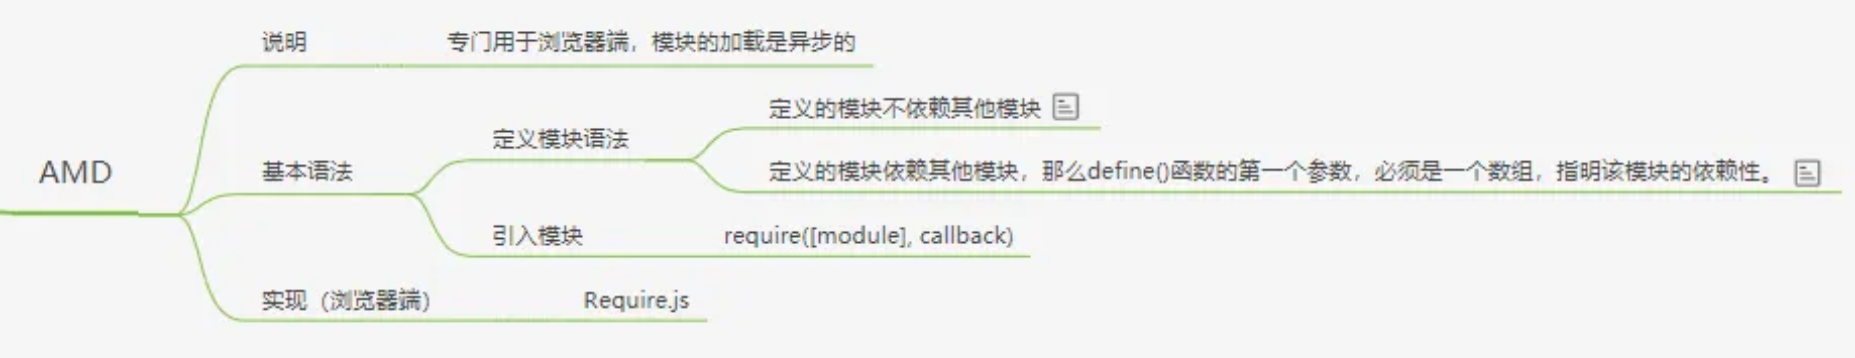 AMD
说明
专门用于浏览器端，模块的加载是异步的
基本语法
定义模块语法
定义的模块不依赖其他模块
定义的模块依赖其他模块，那么define()函数的第一个参数，必须是一个数组，指明该模块的依赖性。
引入模块
require([module], callback)
实现（浏览器端）
Require.js